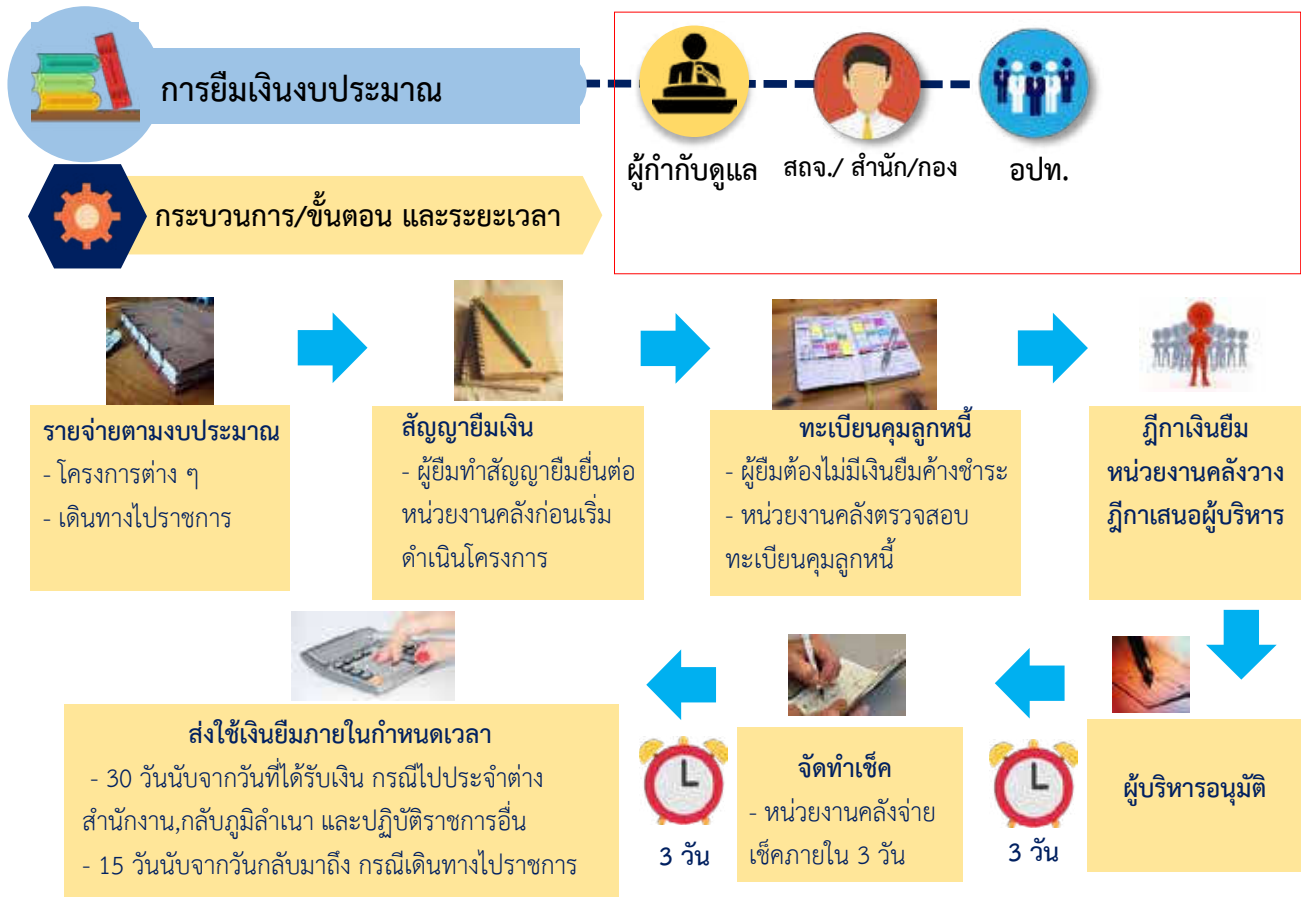 การยืมเงินงบประมาณ
ผู้กำกับดูแล
สถจ./ สำนัก/กอง
อปท.
กระบวนการ/ขั้นตอน และระยะเวลา
รายจ่ายตามงบประมาณ
- โครงการต่าง ๆ
- เดินทางไปราชการ
สัญญายืมเงิน
- ผู้ยืมทำสัญญายืมยื่นต่อ
หน่วยงานคลังก่อนเริ่ม
ดำเนินโครงการ
ทะเบียนคุมลูกหนี้
- ผู้ยืมต้องไม่มีเงินยืมค้างชำระ
- หน่วยงานคลังตรวจสอบ
ทะเบียนคุมลูกหนี้
ฎีกาเงินยืม
หน่วยงานคลังวาง
ฎีกาเสนอผู้บริหาร
ผู้บริหารอนุมัติ
3 วัน
จัดทำเช็ค
- หน่วยงานคลังจ่าย
เช็คภายใน 3 วัน
3 วัน
ส่งใช้เงินยืมภายในกำหนดเวลา
- 30 วันนับจากวันที่ได้รับเงิน กรณีไปประจำต่าง
สำนักงาน,กลับภูมิลำเนา และปฏิบัติราชการอื่น
- 15 วันนับจากวันกลับมาถึง กรณีเดินทางไปราชการ